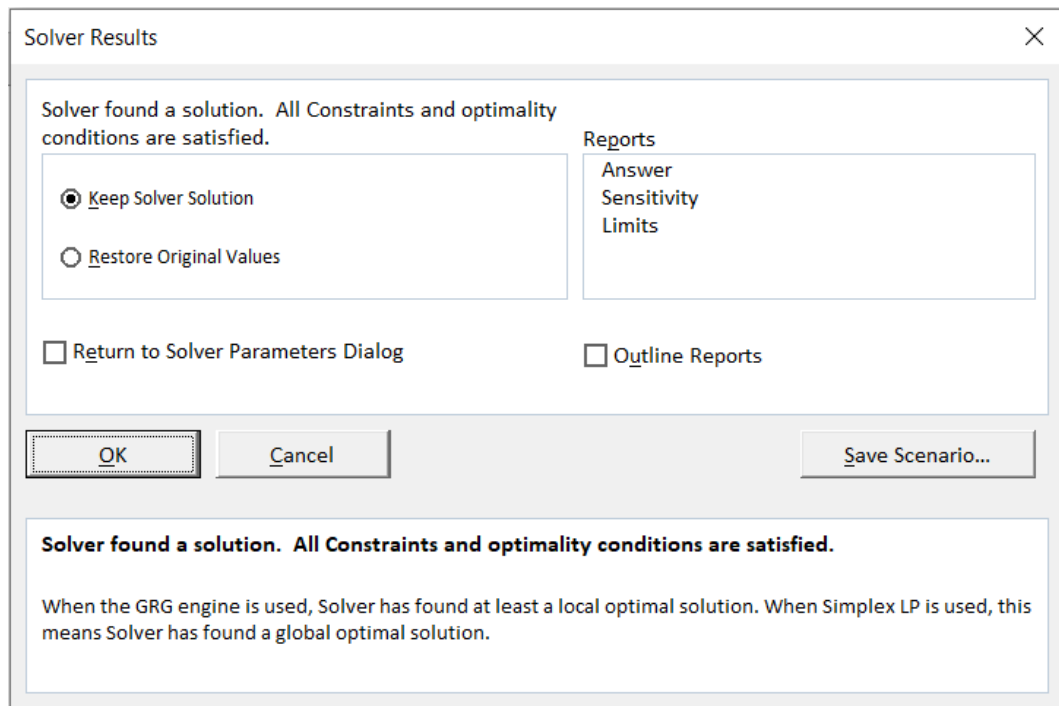 Solver Results
Solver found a solution.  All Constraints and optimality
conditions are satisfied.
Reports
Keep Solver Solution
Restore Original Values
Answer
Sensitivity
Limits
Return to Solver Parameters Dialog
Outline Reports
OK
Cancel
Save Scenario...
Solver found a solution.  All Constraints and optimality conditions are satisfied.
When the GRG engine is used, Solver has found at least a local optimal solution. When Simplex LP is used, this
means Solver has found a global optimal solution.